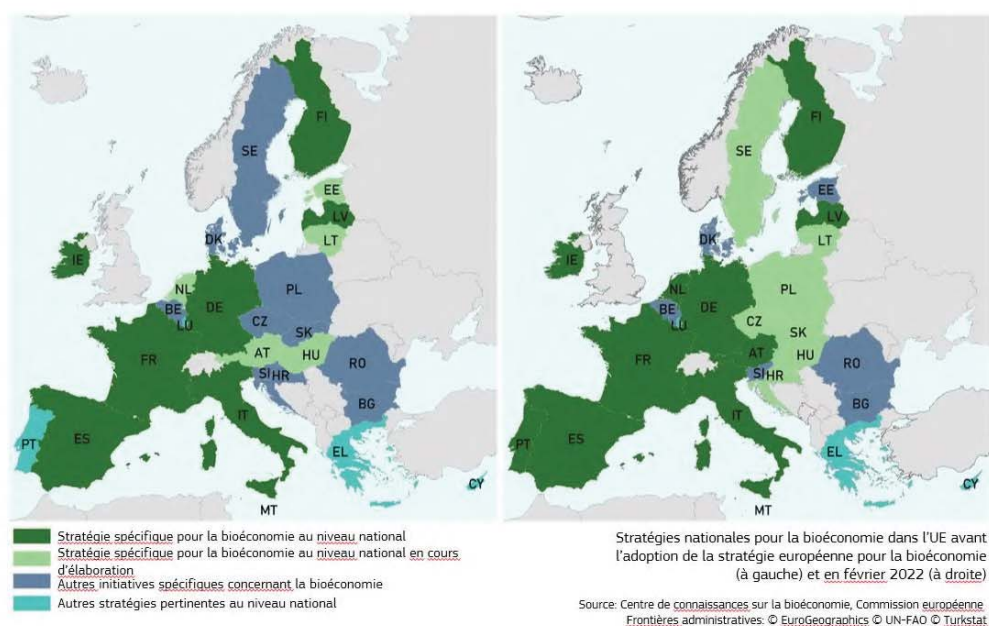 FI
SE
EE
LV
LT
DK
IE
NL
BE
LU
DE
PL
CZ
SK
FR
AT
HU
SI
HR
RO
BG
IT
PT
ES
EL
CY
MT
FI
SE
EE
LV
LT
DK
IE
NL
BE
LU
DE
PL
CZ
SK
FR
AT
HU
SI
HR
RO
BG
IT
PT
ES
EL
CY
MT
Stratégie spécifique pour la bioéconomie au niveau national
Stratégie spécifique pour la bioéconomie au niveau national en cours
d'élaboration
Autres initiatives spécifiques concernant la bioéconomie
Autres stratégies pertinentes au niveau national
Stratégies nationales pour la bioéconomie dans l'UE avant
l'adoption de la stratégie européenne pour la bioéconomie
(à gauche) et en février 2022 (à droite)
Source: Centre de connaissances sur la bioéconomie, Commission européenne
Frontières administratives: © EuroGeographics © UN-FAO © Turkstat